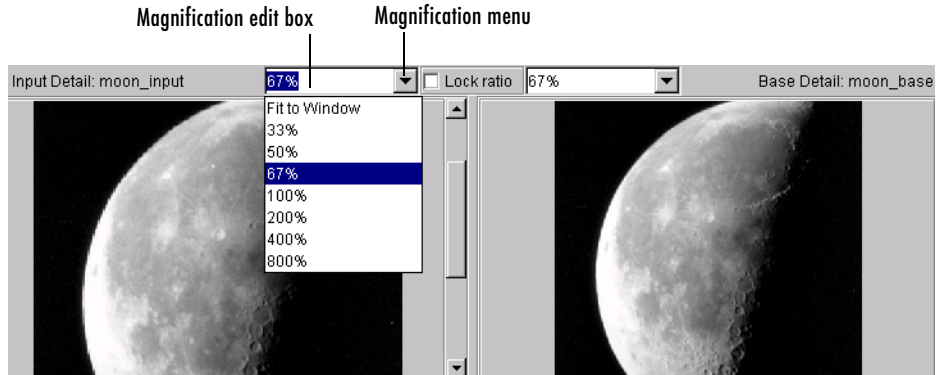 Magnification edit box
Magnification menu
Input Detail: moon_input
67%
Lock ratio
67%
Base Detail: moon_base
Fit to Window
33%
50%
67%
100%
200%
400%
800%